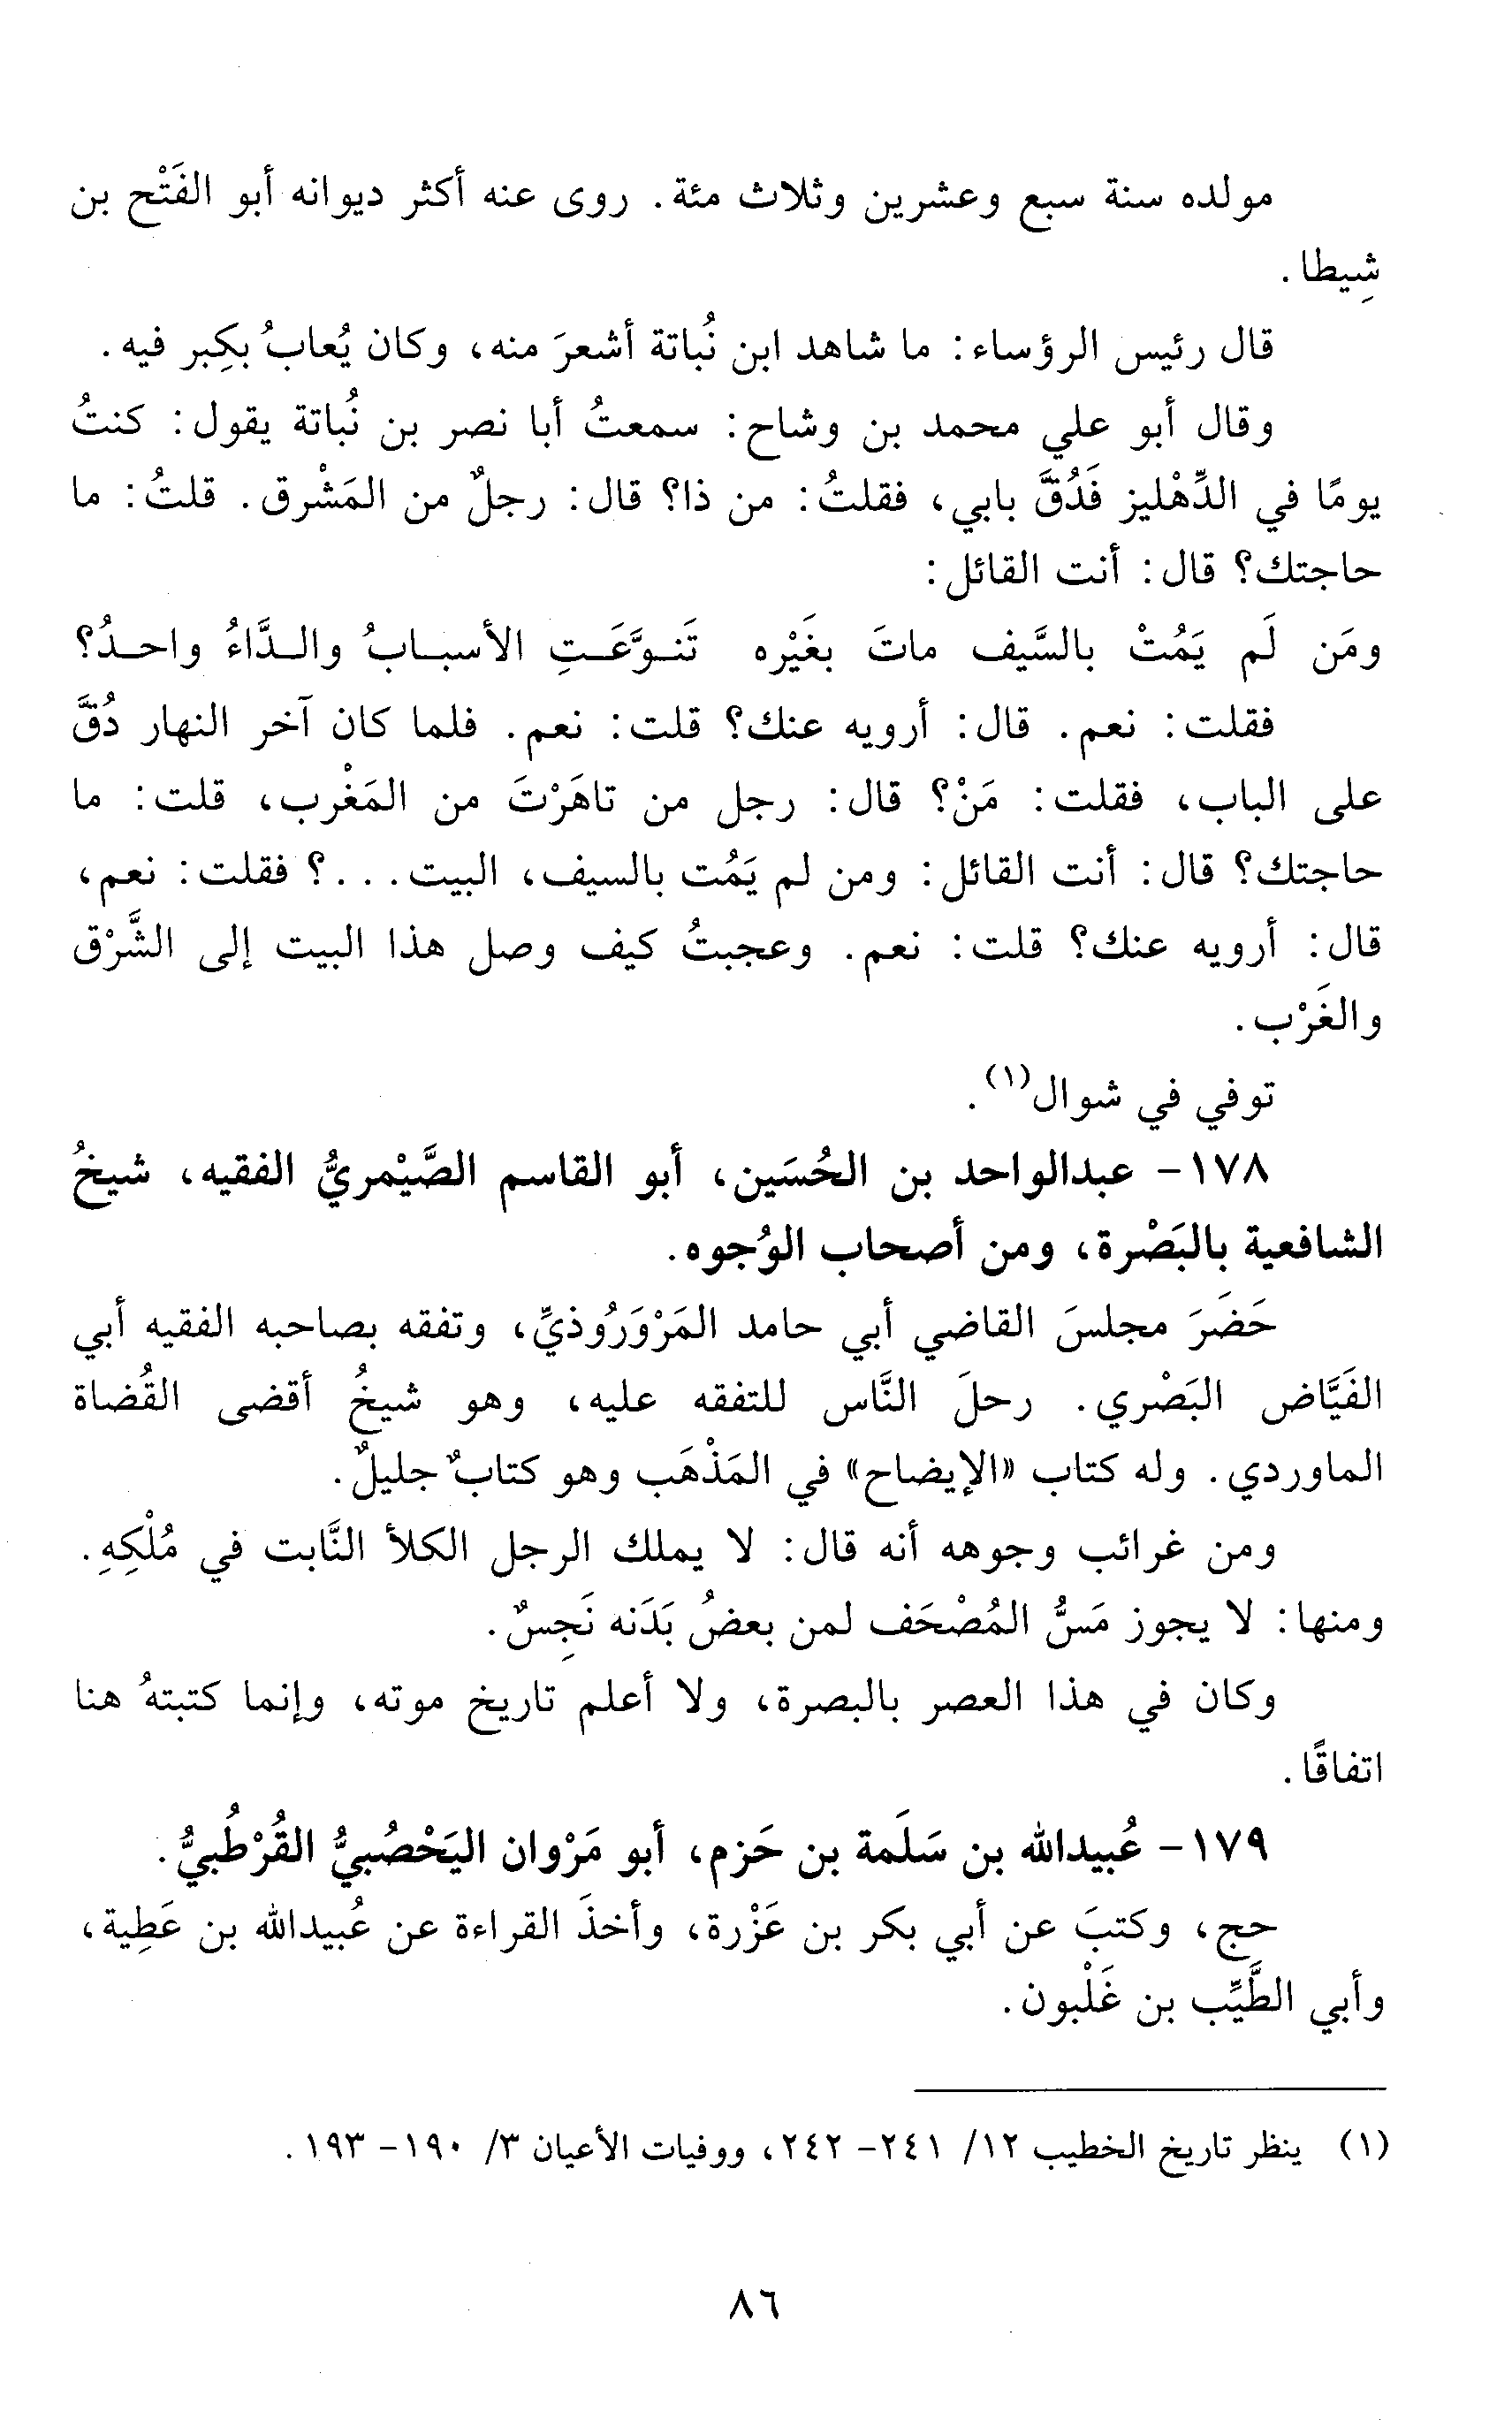 مولده سنة سبع وعشرين وثلاث مئة. روى عنه أكثر ديوانه أبو الفَتْح بن
شِيطا.
قال رئيس الرؤساء: ما شاهد ابن نُباتة أشعرَ منه، وكان يُعابُ بكِبر فيه.
وقال أبو علي محمد بن وشاح: سمعتُ أبا نصر بن نُباتة يقول: كنتُ
يومًا في الدِّهْليز فَدُقَّ بابي، فقلتُ: من ذا؟ قال: رجلٌ من المَشْرق. قلتُ: ما
حاجتك؟ قال: أنت القائل:
ومَن لَم يَمُتْ بالسَّيف ماتَ بغَيْره تَنـوَّعَـتِ الأسبـابُ والـدَّاءُ واحـدُ؟
فقلت: نعم. قال: أرويه عنك؟ قلت: نعم. فلما كان آخر النهار دُقَّ
على الباب، فقلت: مَنْ؟ قال: رجل من تاهَرْتَ من المَغْرب، قلت: ما
حاجتك؟ قال: أنت القائل: ومن لم يَمُت بالسيف، البيت...؟ فقلت: نعم،
قال: أرويه عنك؟ قلت: نعم. وعجبتُ كيف وصل هذا البيت إلى الشَّرْق
والغَرْب.
توفي في شوال(١).
١٧٨- عبدالواحد بن الحُسَين، أبو القاسم الصَّيْمريُّ الفقيه، شيخُ
الشافعية بالبَصْرة، ومن أصحاب الوُجوه.
حَضَرَ مجلسَ القاضي أبي حامد المَرْوَرُوذيِّ، وتفقه بصاحبه الفقيه أبي
الفَيَّاض البَصْري. رحلَ النَّاس للتفقه عليه، وهو شيخُ أقضى القُضاة
الماوردي. وله كتاب «الإيضاح» في المَذْهَب وهو كتابٌ جليلٌ.
ومن غرائب وجوهه أنه قال: لا يملك الرجل الكلأ النَّابت في مُلْكِهِ.
ومنها: لا يجوز مَسُّ المُصْحَف لمن بعضُ بَدَنه نَجِسٌ.
وكان في هذا العصر بالبصرة، ولا أعلم تاريخ موته، وإنما كتبتهُ هنا
اتفاقًا.
١٧٩- عُبيدالله بن سَلَمة بن حَزم، أبو مَرْوان اليَحْصُبيُّ القُرْطُبيُّ.
حج، وكتبَ عن أبي بكر بن عَزْرة، وأخذَ القراءة عن عُبيدالله بن عَطِية،
وأبي الطَّيِّب بن غَلْبون.
(١) ينظر تاريخ الخطيب ١٢/ ٢٤١- ٢٤٢، ووفيات الأعيان ٣/ ١٩٠- ١٩٣.
٨٦